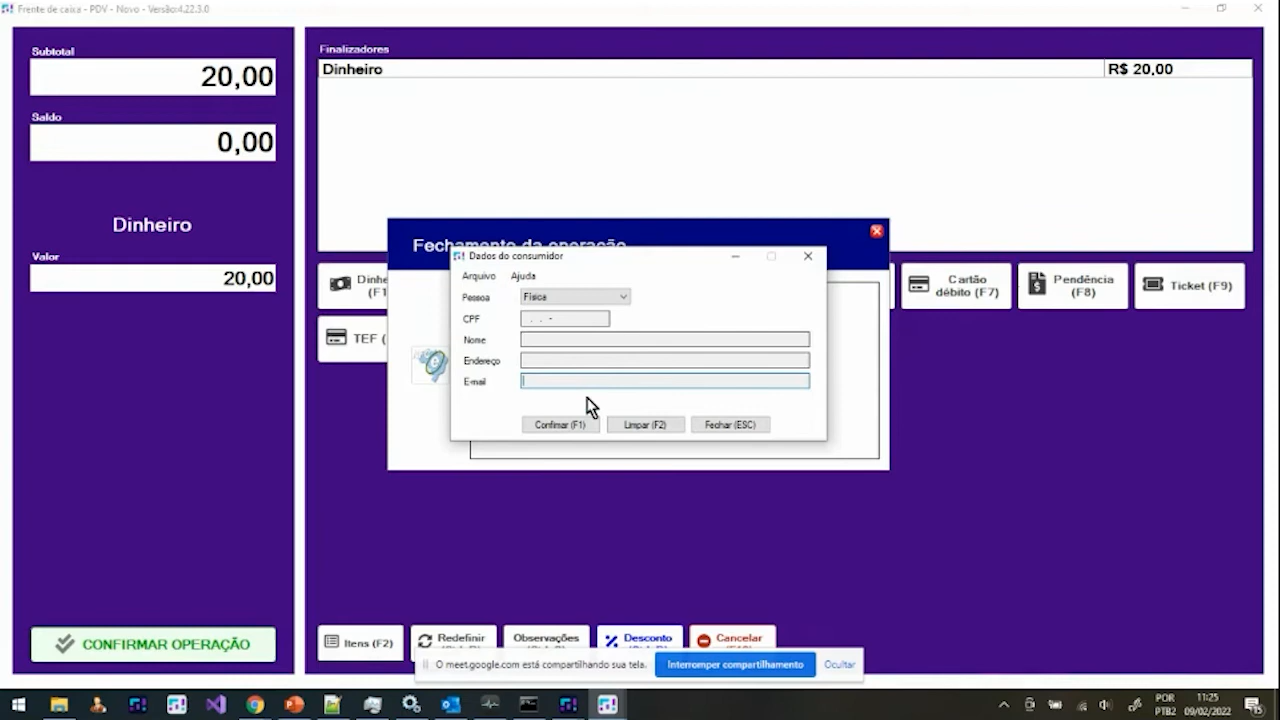 Frente de caixa - PDV - Novo - Versão:4.22.3.0
Subtotal
20,00
Saldo
0,00
Dinheiro
Valor
20,00
CONFIRMAR OPERAÇÃO
Finalizadores
Dinheiro R$ 20,00
Fechamento da operação
Dados do consumidor
Arquivo Ajuda
Pessoa Física
CPF . . -
Nome
Endereço
E-mail
Confirmar (F1) Limpar (F2) Fechar (ESC)
Cartão
débito (F7)
Pendência
(F8)
Ticket (F9)
TEF (
Itens (F2)
Redefinir
Observações
Desconto
Cancelar
O meet.google.com está compartilhando sua tela.
Interromper compartilhamento
Ocultar
POR
PTB2
11:25
09/02/2022